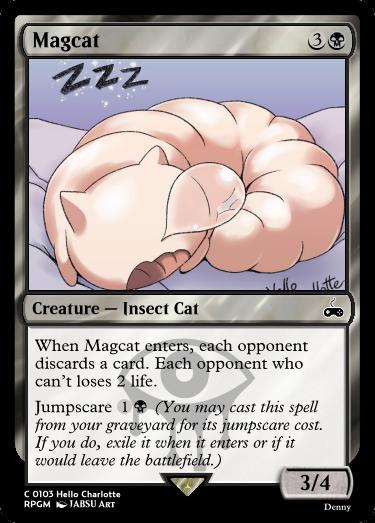 Magcat 3
ZZZ
Hello lotte
Creature — Insect Cat
When Magcat enters, each opponent
discards a card. Each opponent who
can't loses 2 life.
Jumpscare 1 (You may cast this spell
from your graveyard for its jumpscare cost.
If you do, exile it when it enters or if it
would leave the battlefield.)
3/4
C 0103 Hello Charlotte
RPGM JABSU ART
Denny